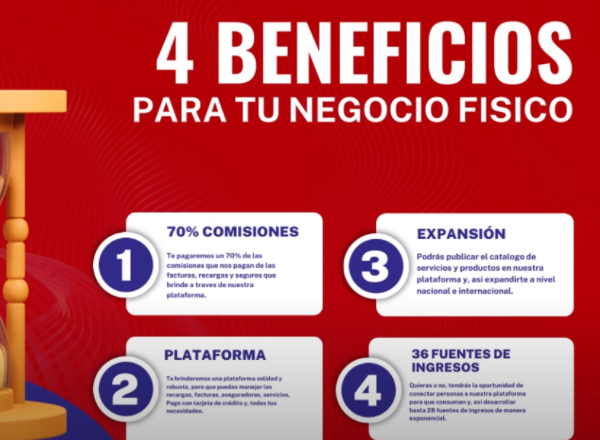 4 BENEFICIOS
PARA TU NEGOCIO FISICO
1
70% COMISIONES
Te pagaremos un 70% de las
comisiones que nos pagan de las
facturas, recargas y seguros que
brinde a traves de nuestra
plataforma.
2
PLATAFORMA
Te brindaremos una plataforma solidad y
robusta, para que puedas manejar las
recargas, facturas, aseguradoras, servicios,
Pago con tarjeta de crédito y, todas tus
necesidades.
3
EXPANSIÓN
Podrás publicar el catalogo de
servicios y productos en nuestra
plataforma y, asi expandirte a nivel
nacional e internacional.
4
36 FUENTES DE
INGRESOS
Quieras o no, tendrás la oportunidad de
conectar personas a nuestra plataforma
para que consuman y, asi desarrollar
hasta 28 fuentes de ingresos de manera
exponencial.